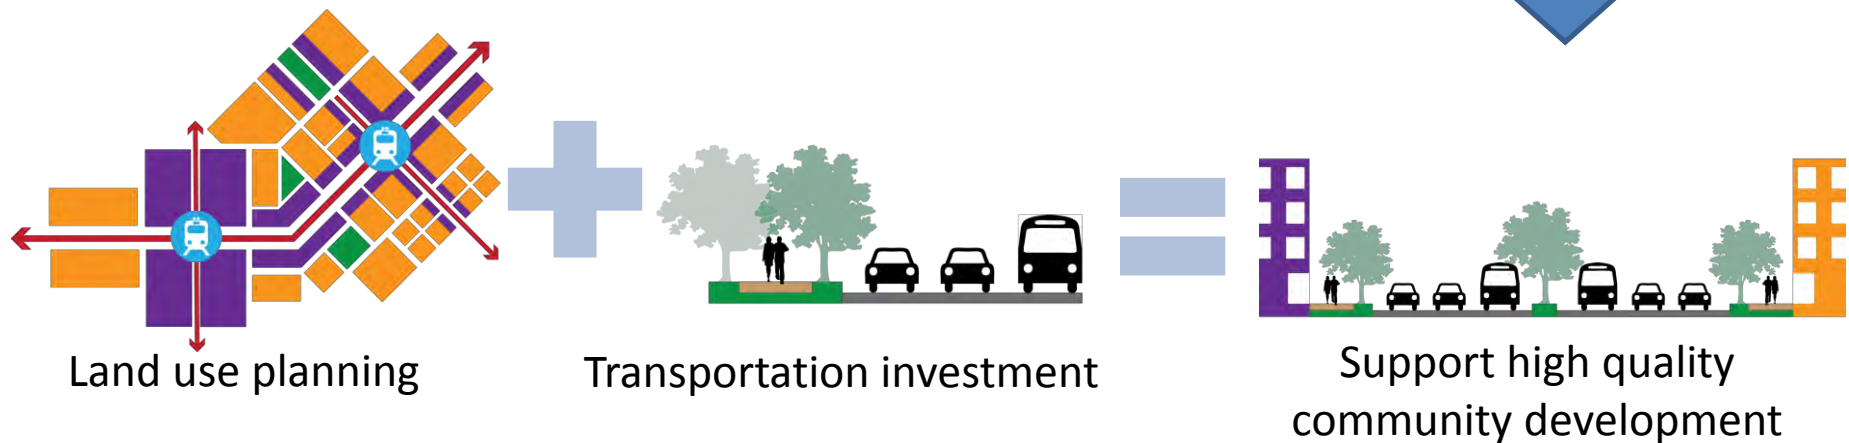 Land use planning
Transportation investment
Support high quality
community development